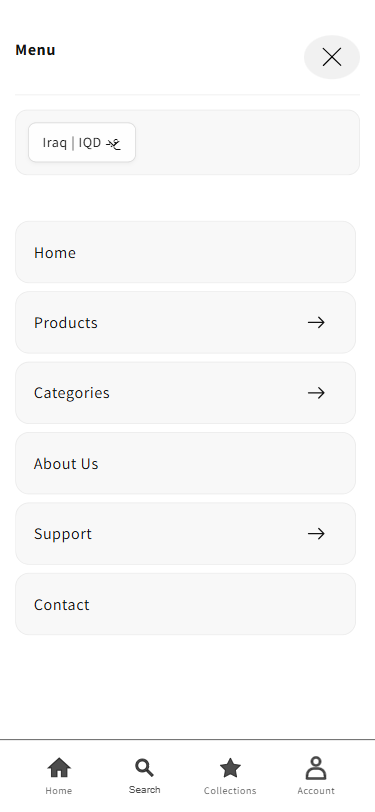 Menu
Iraq | IQD
Home
Products
Categories
About Us
Support
Contact
Home
Search
Collections
Account